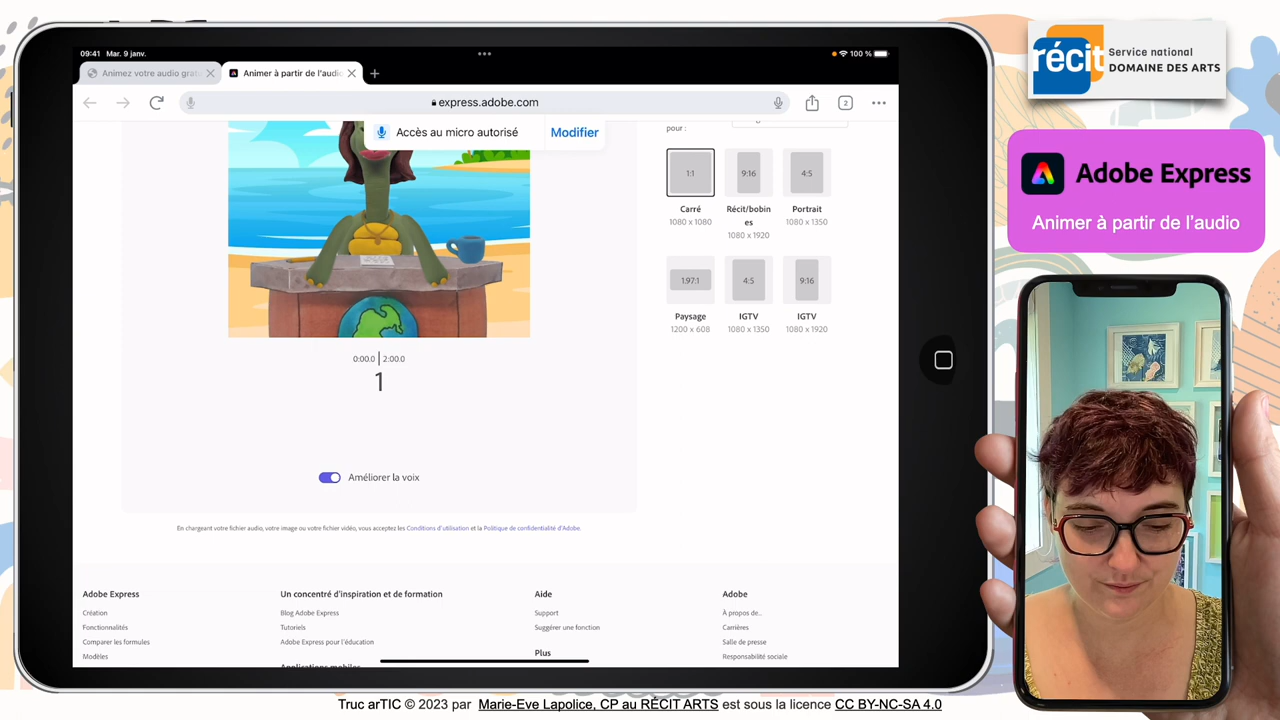 09:41 Mar. 9 janv.
100 %
Animez votre audio grat
Animer à partir de l'audio
express.adobe.com
2
Accès au micro autorisé
Modifier
pour :
1:1
9:16
4:5
Carré
Récit/bobin
es
Portrait
1080 x 1080
1080 x 1920
1080 x 1350
1.97:1
4:5
9:16
Paysage
IGTV
IGTV
1200 x 608
1080 x 1350
1080 x 1920
0:00.0 | 2:00.0
1
Améliorer la voix
En chargeant votre fichier audio, votre image ou votre fichier vidéo, vous acceptez les Conditions d'utilisation et la Politique de confidentialité d'Adobe.
Adobe Express
Création
Fonctionnalités
Comparer les formules
Modèles
Un concentré d'inspiration et de formation
Blog Adobe Express
Tutoriels
Adobe Express pour l'éducation
Applications mobiles
Aide
Support
Suggérer une fonction
Plus
Adobe
À propos de...
Carrières
Salle de presse
Responsabilité sociale
récit
Service national
DOMAINE DES ARTS
Adobe Express
Animer à partir de l'audio
Truc arTIC © 2023 par Marie-Eve Lapolice, CP au RÉCIT ARTS est sous la licence CC BY-NC-SA 4.0